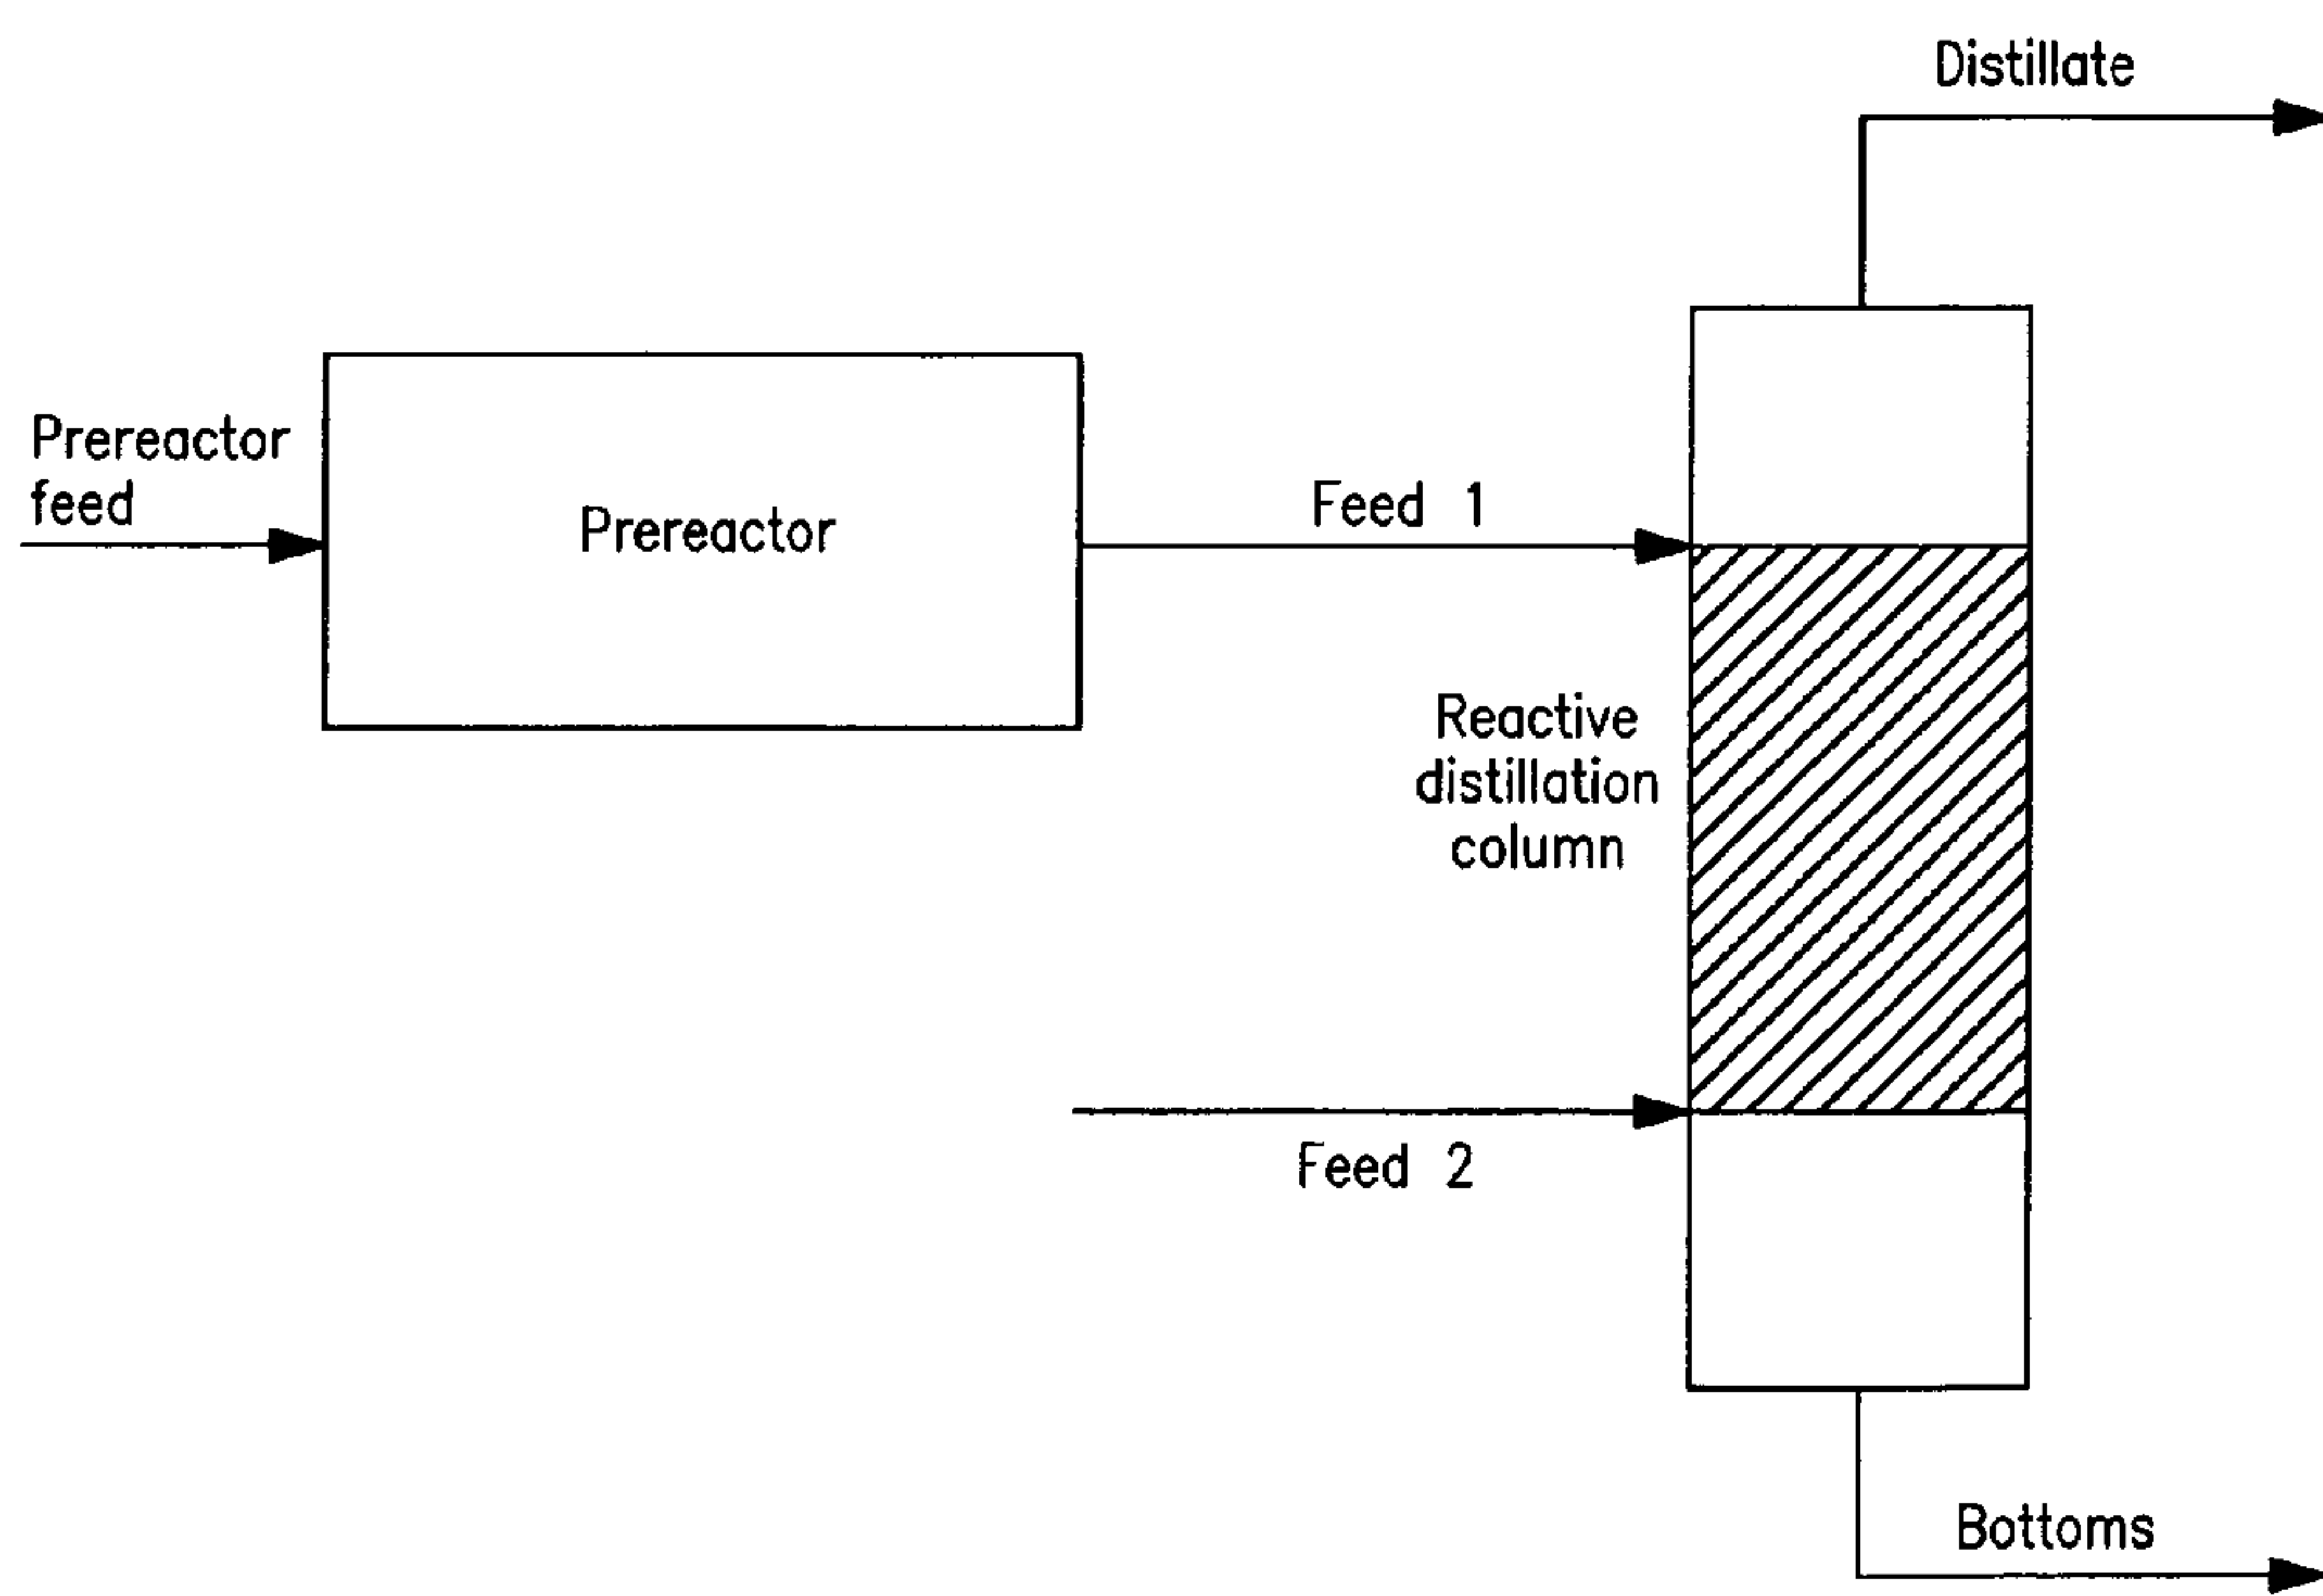 Distillate
Prereactor
feed
Prereactor
Feed 1
Reactive
distillation
column
Feed 2
Bottoms